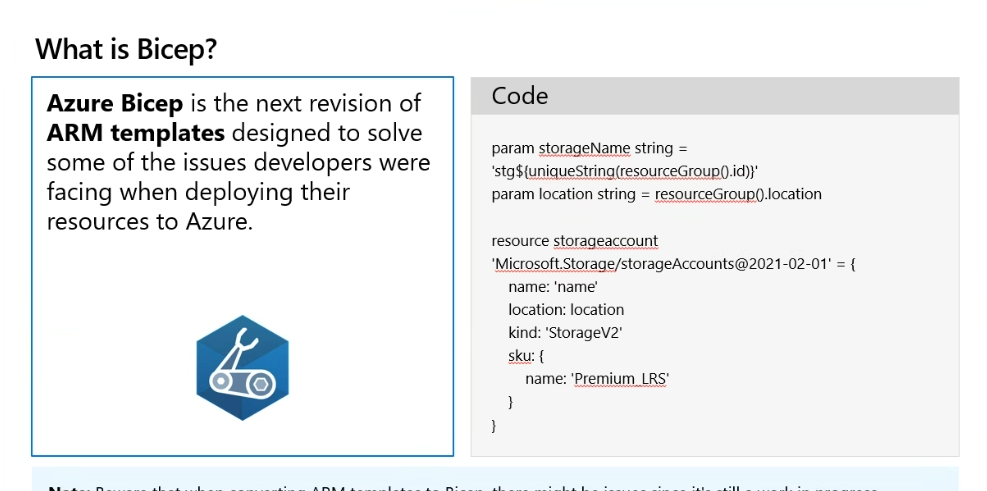 What is Bicep?
Azure Bicep is the next revision of
ARM templates designed to solve
some of the issues developers were
facing when deploying their
resources to Azure.
Code
param storageName string =
'stg${uniqueString(resourceGroup().id)}'
param location string = resourceGroup().location
resource storageaccount
'Microsoft.Storage/storageAccounts@2021-02-01' = {
name: 'name'
location: location
kind: 'StorageV2'
sku: {
name: 'Premium_LRS'
}
}
Note: Beware that when converting ARM templates to Bicep, there might be issues since it's still a work in progress